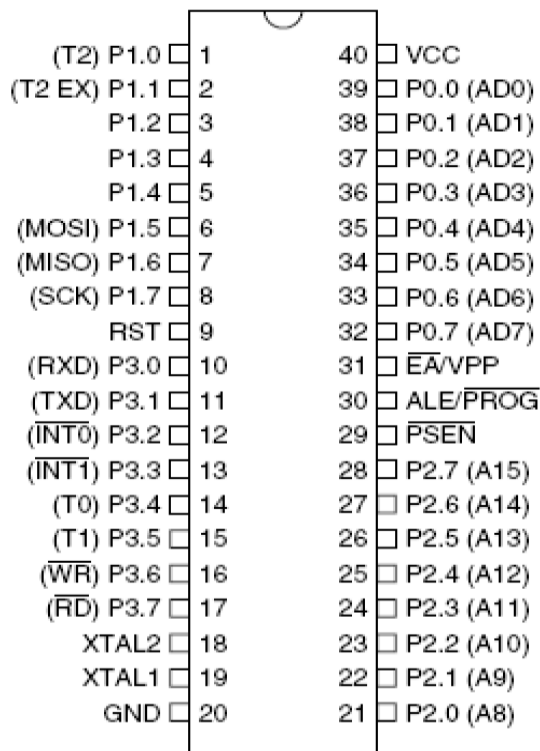 (T2) P1.0 1 40 VCC
(T2 EX) P1.1 2 39 P0.0 (AD0)
P1.2 3 38 P0.1 (AD1)
P1.3 4 37 P0.2 (AD2)
P1.4 5 36 P0.3 (AD3)
(MOSI) P1.5 6 35 P0.4 (AD4)
(MISO) P1.6 7 34 P0.5 (AD5)
(SCK) P1.7 8 33 P0.6 (AD6)
RST 9 32 P0.7 (AD7)
(RXD) P3.0 10 31 E̅A̅/VPP
(TXD) P3.1 11 30 ALE/P̅R̅O̅G̅
(I̅N̅T̅0̅) P3.2 12 29 P̅S̅E̅N̅
(I̅N̅T̅1̅) P3.3 13 28 P2.7 (A15)
(T0) P3.4 14 27 P2.6 (A14)
(T1) P3.5 15 26 P2.5 (A13)
(W̅R̅) P3.6 16 25 P2.4 (A12)
(R̅D̅) P3.7 17 24 P2.3 (A11)
XTAL2 18 23 P2.2 (A10)
XTAL1 19 22 P2.1 (A9)
GND 20 21 P2.0 (A8)